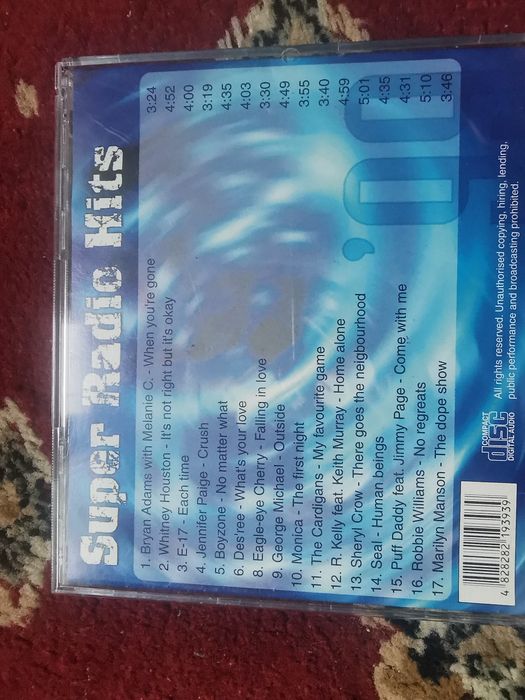 Super Radio Hits
1. Bryan Adams with Melanie C. - When you're gone 3:24
2. Whitney Houston - It's not right but it's okay 4:52
3. E-17 - Each time 4:00
4. Jennifer Paige - Crush 3:19
5. Boyzone - No matter what 4:35
6. Des'ree - What's your love 4:03
8. Eagle-eye Cherry - Falling in love 3:30
9. George Michael - Outside 4:49
10. Monica - The first night 3:55
11. The Cardigans - My favourite game 3:40
12. R. Kelly feat. Keith Murray - Home alone 4:59
13. Sheryl Crow - There goes the neigbourhood 5:01
14. Seal - Human beings 4:35
15. Puff Daddy feat. Jimmy Page - Come with me 4:31
16. Robbie Williams - No regreats 5:10
17. Marilyn Manson - The dope show 3:46
'90
4 828282 193939
COMPACT
disc
DIGITAL AUDIO
All rights reserved. Unauthorised copying, hiring, lending,
public performance and broadcasting prohibited.